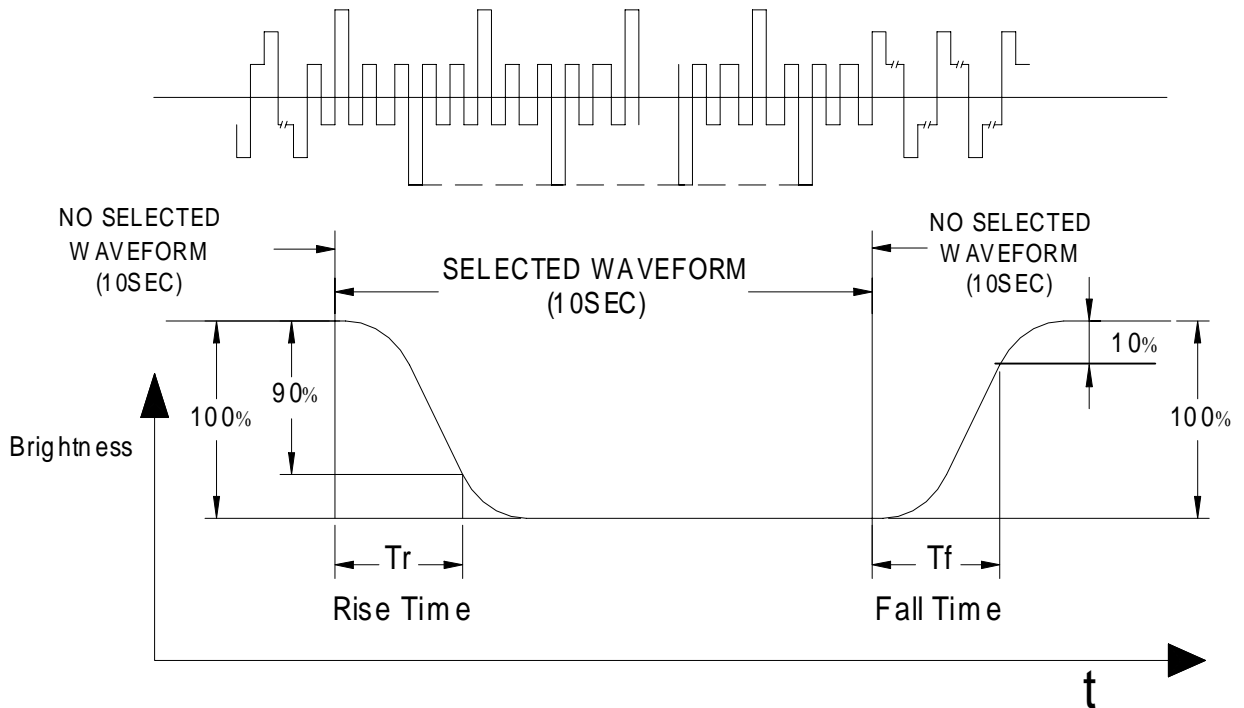 NO SELECTED
WAVEFORM
(10SEC)
SELECTED WAVEFORM
(10SEC)
NO SELECTED
WAVEFORM
(10SEC)
100%
90%
10%
100%
Brightness
Tr
Rise Time
Tf
Fall Time
t